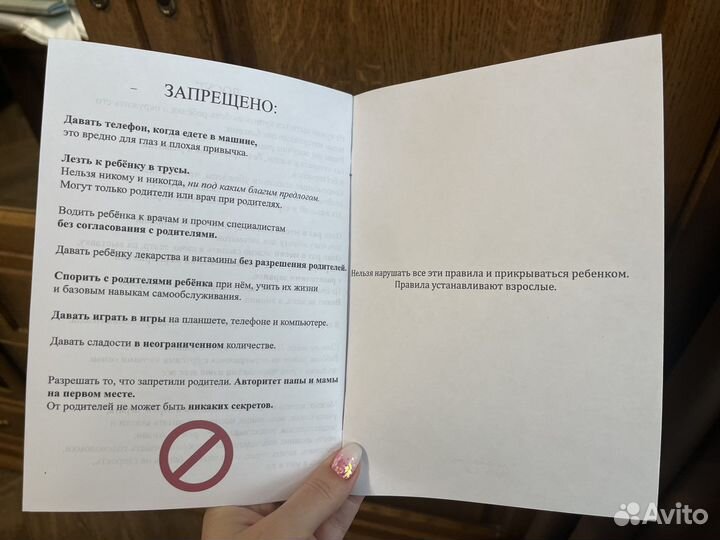 - ЗАПРЕЩЕНО:
Давать телефон, когда едете в машине,
это вредно для глаз и плохая привычка.
Лезть к ребёнку в трусы.
Нельзя никому и никогда, ни под каким благим предлогом.
Могут только родители или врач при родителях.
Водить ребёнка к врачам и прочим специалистам
без согласования с родителями.
Давать ребёнку лекарства и витамины без разрешения родителей.
Спорить с родителями ребёнка при нём, учить их жизни
и базовым навыкам самообслуживания.
Давать играть в игры на планшете, телефоне и компьютере.
Давать сладости в неограниченном количестве.
Разрешать то, что запретили родители. Авторитет папы и мамы
на первом месте.
От родителей не может быть никаких секретов.
Нельзя нарушать все эти правила и прикрываться ребенком.
Правила устанавливают взрослые.
Avito